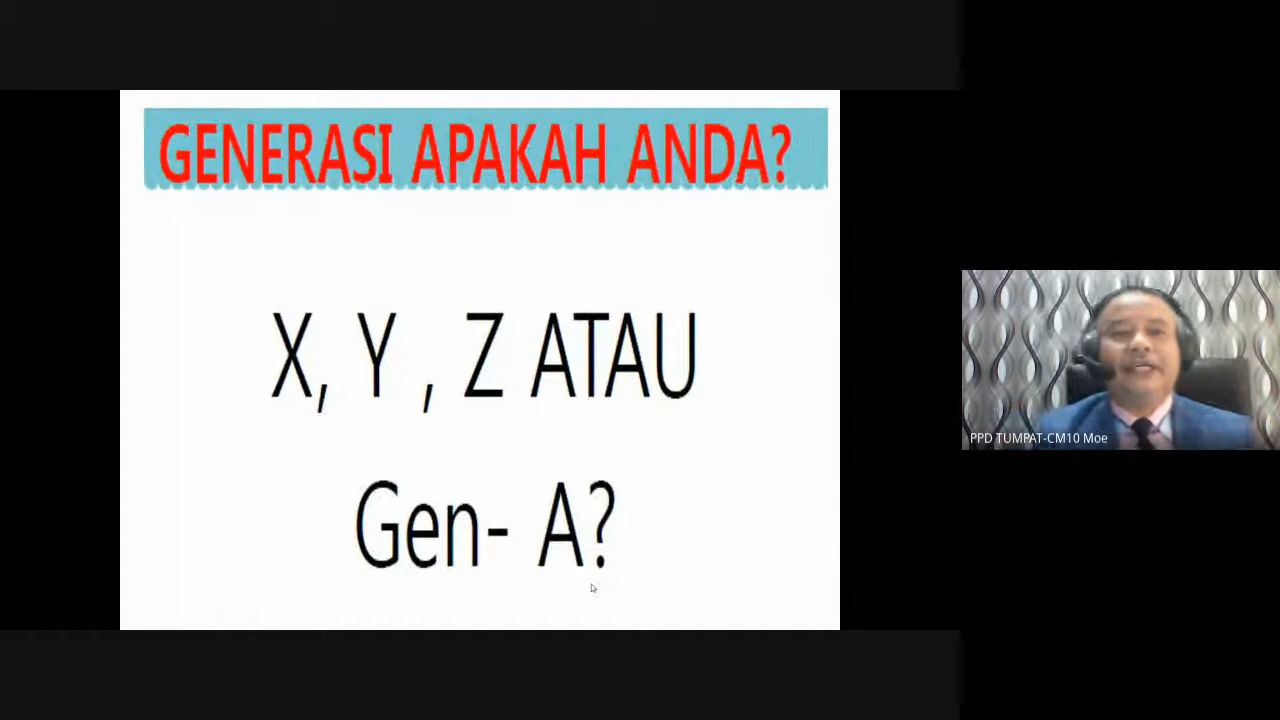 GENERASI APAKAH ANDA?
X, Y , Z ATAU
Gen- A?
PPD TUMPAT-CM10 Moe